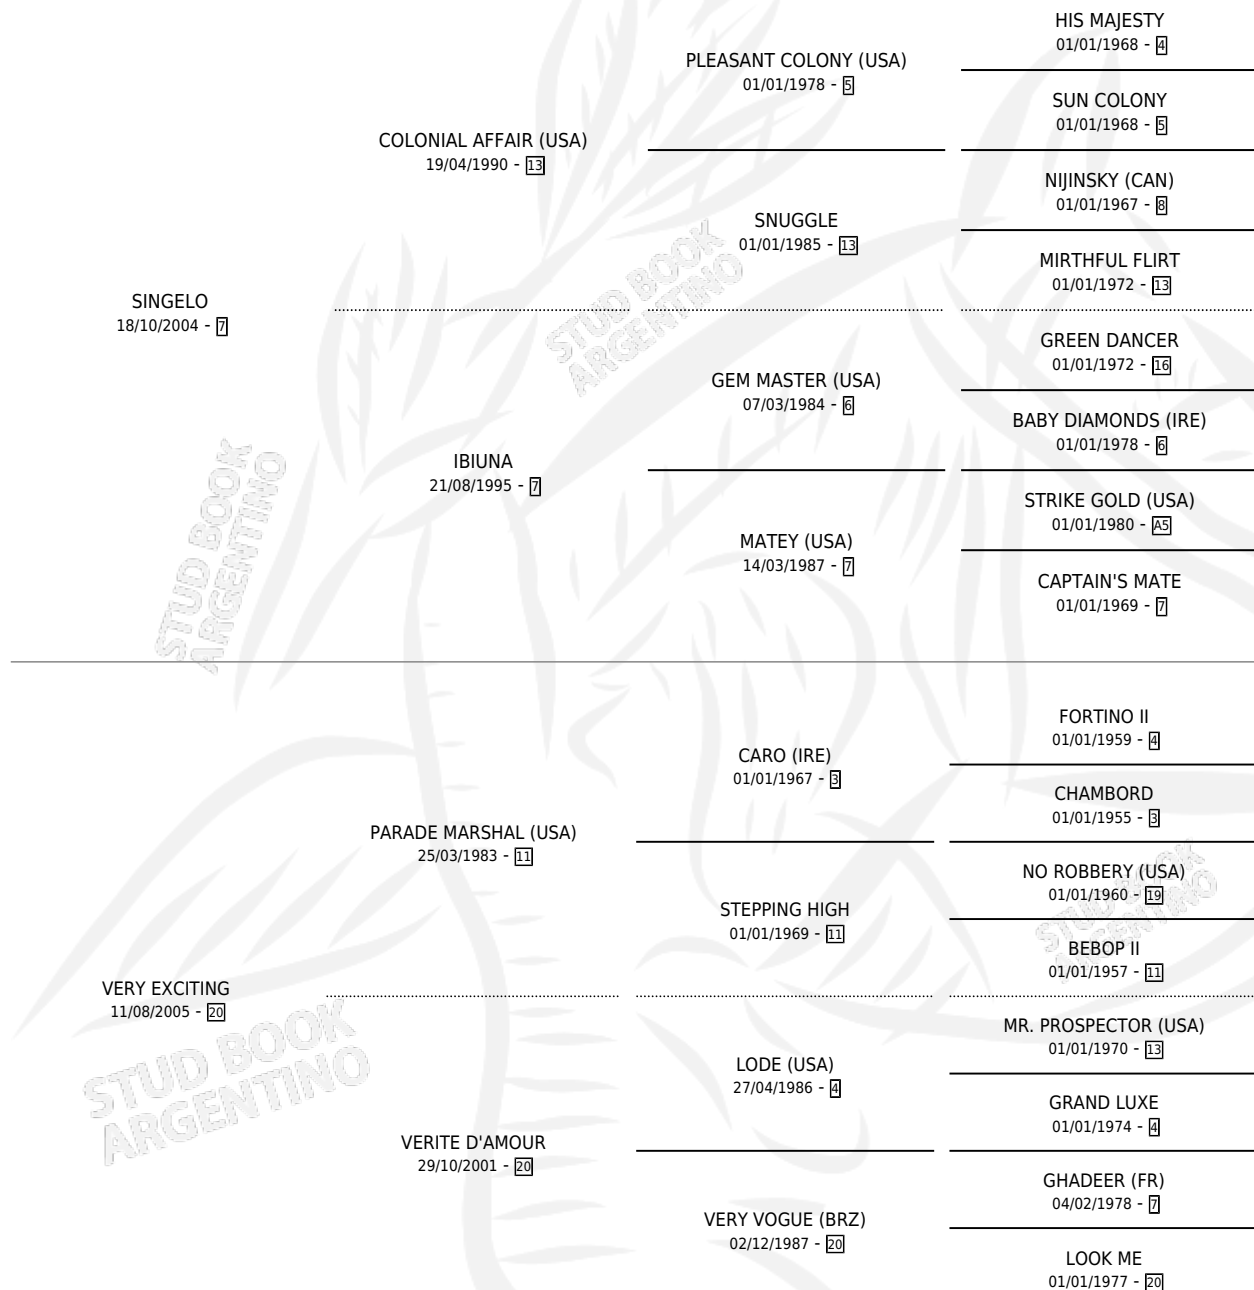 HIS MAJESTY
01/01/1968 - 4
PLEASANT COLONY (USA)
01/01/1978 - 5
SUN COLONY
01/01/1968 - 5
COLONIAL AFFAIR (USA)
19/04/1990 - 13
NIJINSKY (CAN)
01/01/1967 - 8
SNUGGLE
01/01/1985 - 13
MIRTHFUL FLIRT
01/01/1972 - 13
SINGELO
18/10/2004 - 7
GREEN DANCER
01/01/1972 - 16
GEM MASTER (USA)
07/03/1984 - 6
BABY DIAMONDS (IRE)
01/01/1978 - 6
IBIUNA
21/08/1995 - 7
STRIKE GOLD (USA)
01/01/1980 - A5
MATEY (USA)
14/03/1987 - 7
CAPTAIN'S MATE
01/01/1969 - 7
FORTINO II
01/01/1959 - 4
CARO (IRE)
01/01/1967 - 3
CHAMBORD
01/01/1955 - 3
PARADE MARSHAL (USA)
25/03/1983 - 11
NO ROBBERY (USA)
01/01/1960 - 19
STEPPING HIGH
01/01/1969 - 11
BEBOP II
01/01/1957 - 11
VERY EXCITING
11/08/2005 - 20
MR. PROSPECTOR (USA)
01/01/1970 - 13
LODE (USA)
27/04/1986 - 4
GRAND LUXE
01/01/1974 - 4
VERITE D'AMOUR
29/10/2001 - 20
GHADEER (FR)
04/02/1978 - 7
VERY VOGUE (BRZ)
02/12/1987 - 20
LOOK ME
01/01/1977 - 20
STUD BOOK
ARGENTINO
STUD BOOK
ARGENTINO
STUD BOOK
ARGENTINO
STUD BOOK
ARGENTINO